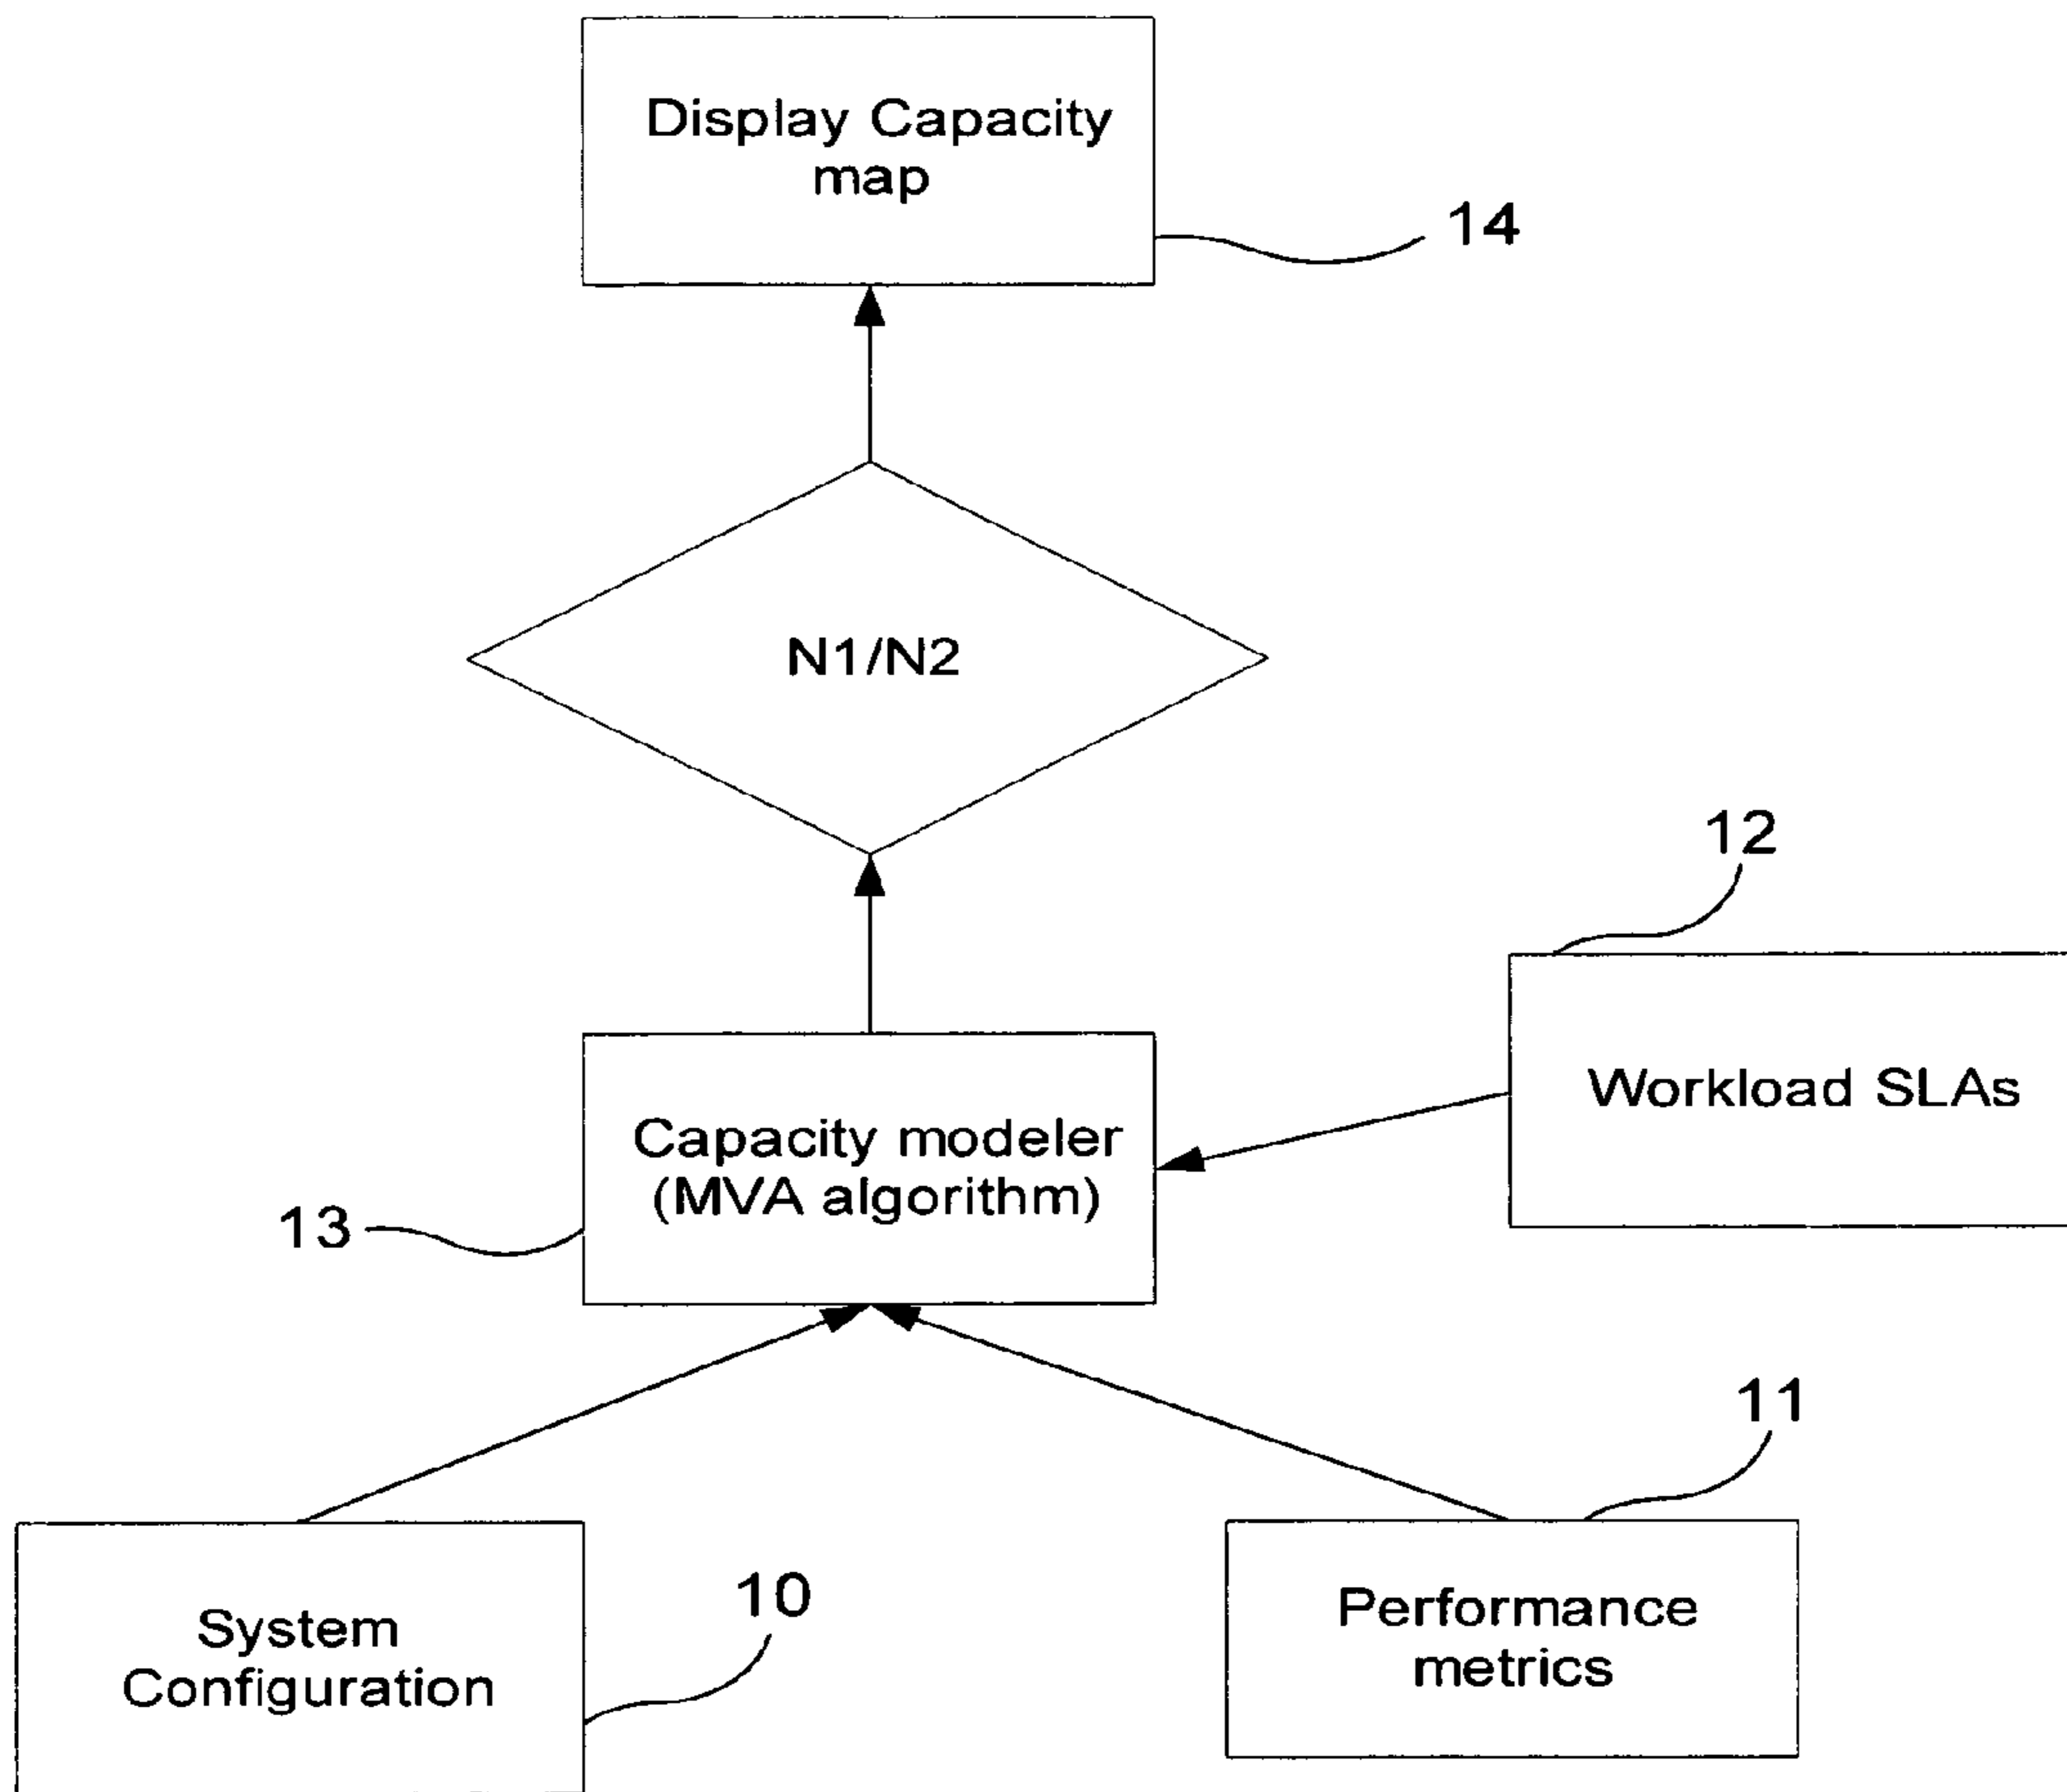 Display Capacity
map
14
N1/N2
12
Workload SLAs
Capacity modeler
(MVA algorithm)
13
11
10
System
Configuration
Performance
metrics